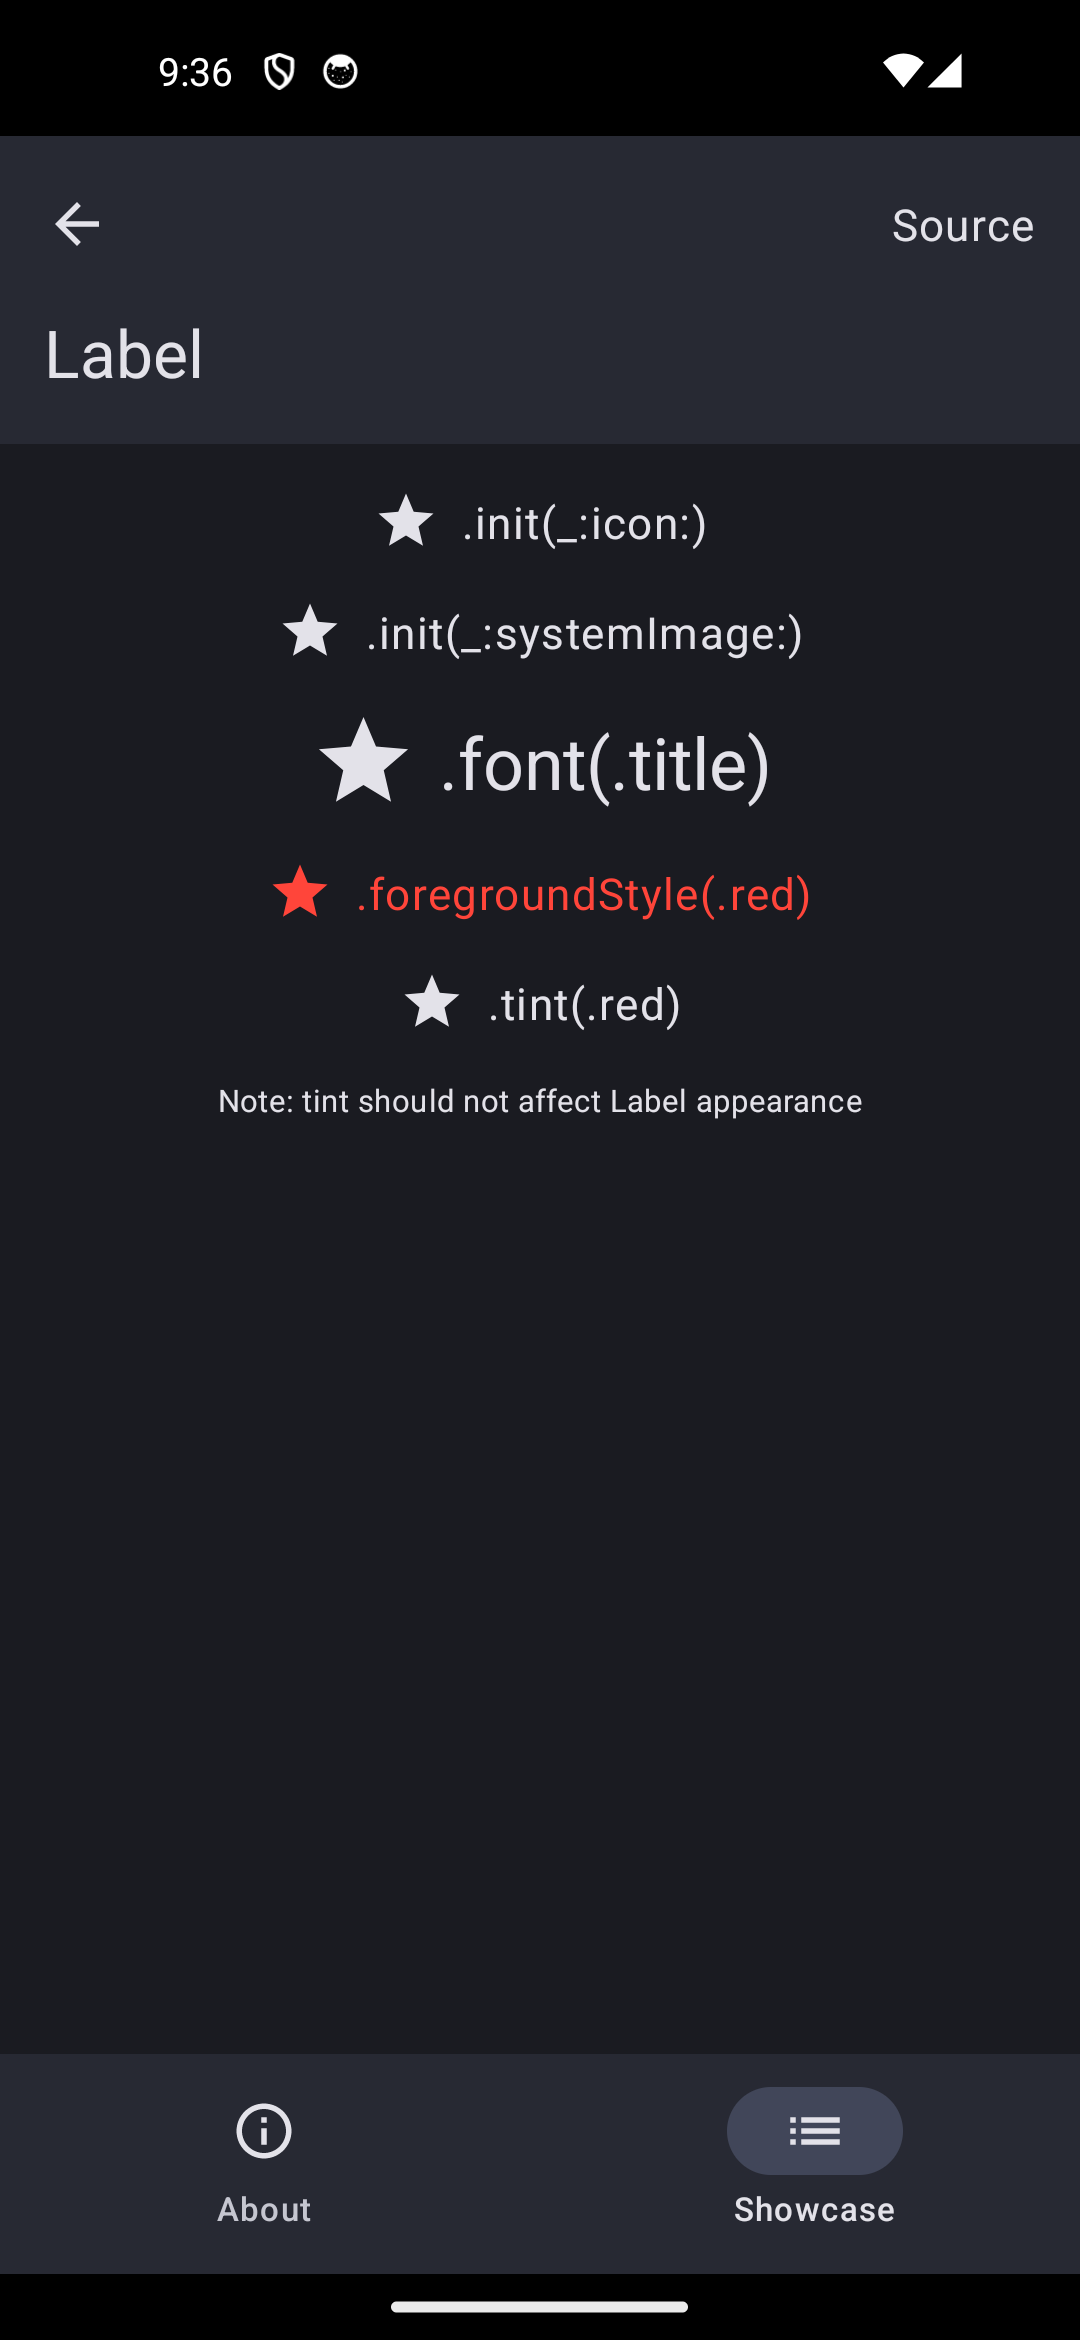 9:36
Source
Label
.init(_:icon:)
.init(_:systemImage:)
.font(.title)
.foregroundStyle(.red)
.tint(.red)
Note: tint should not affect Label appearance
About
Showcase